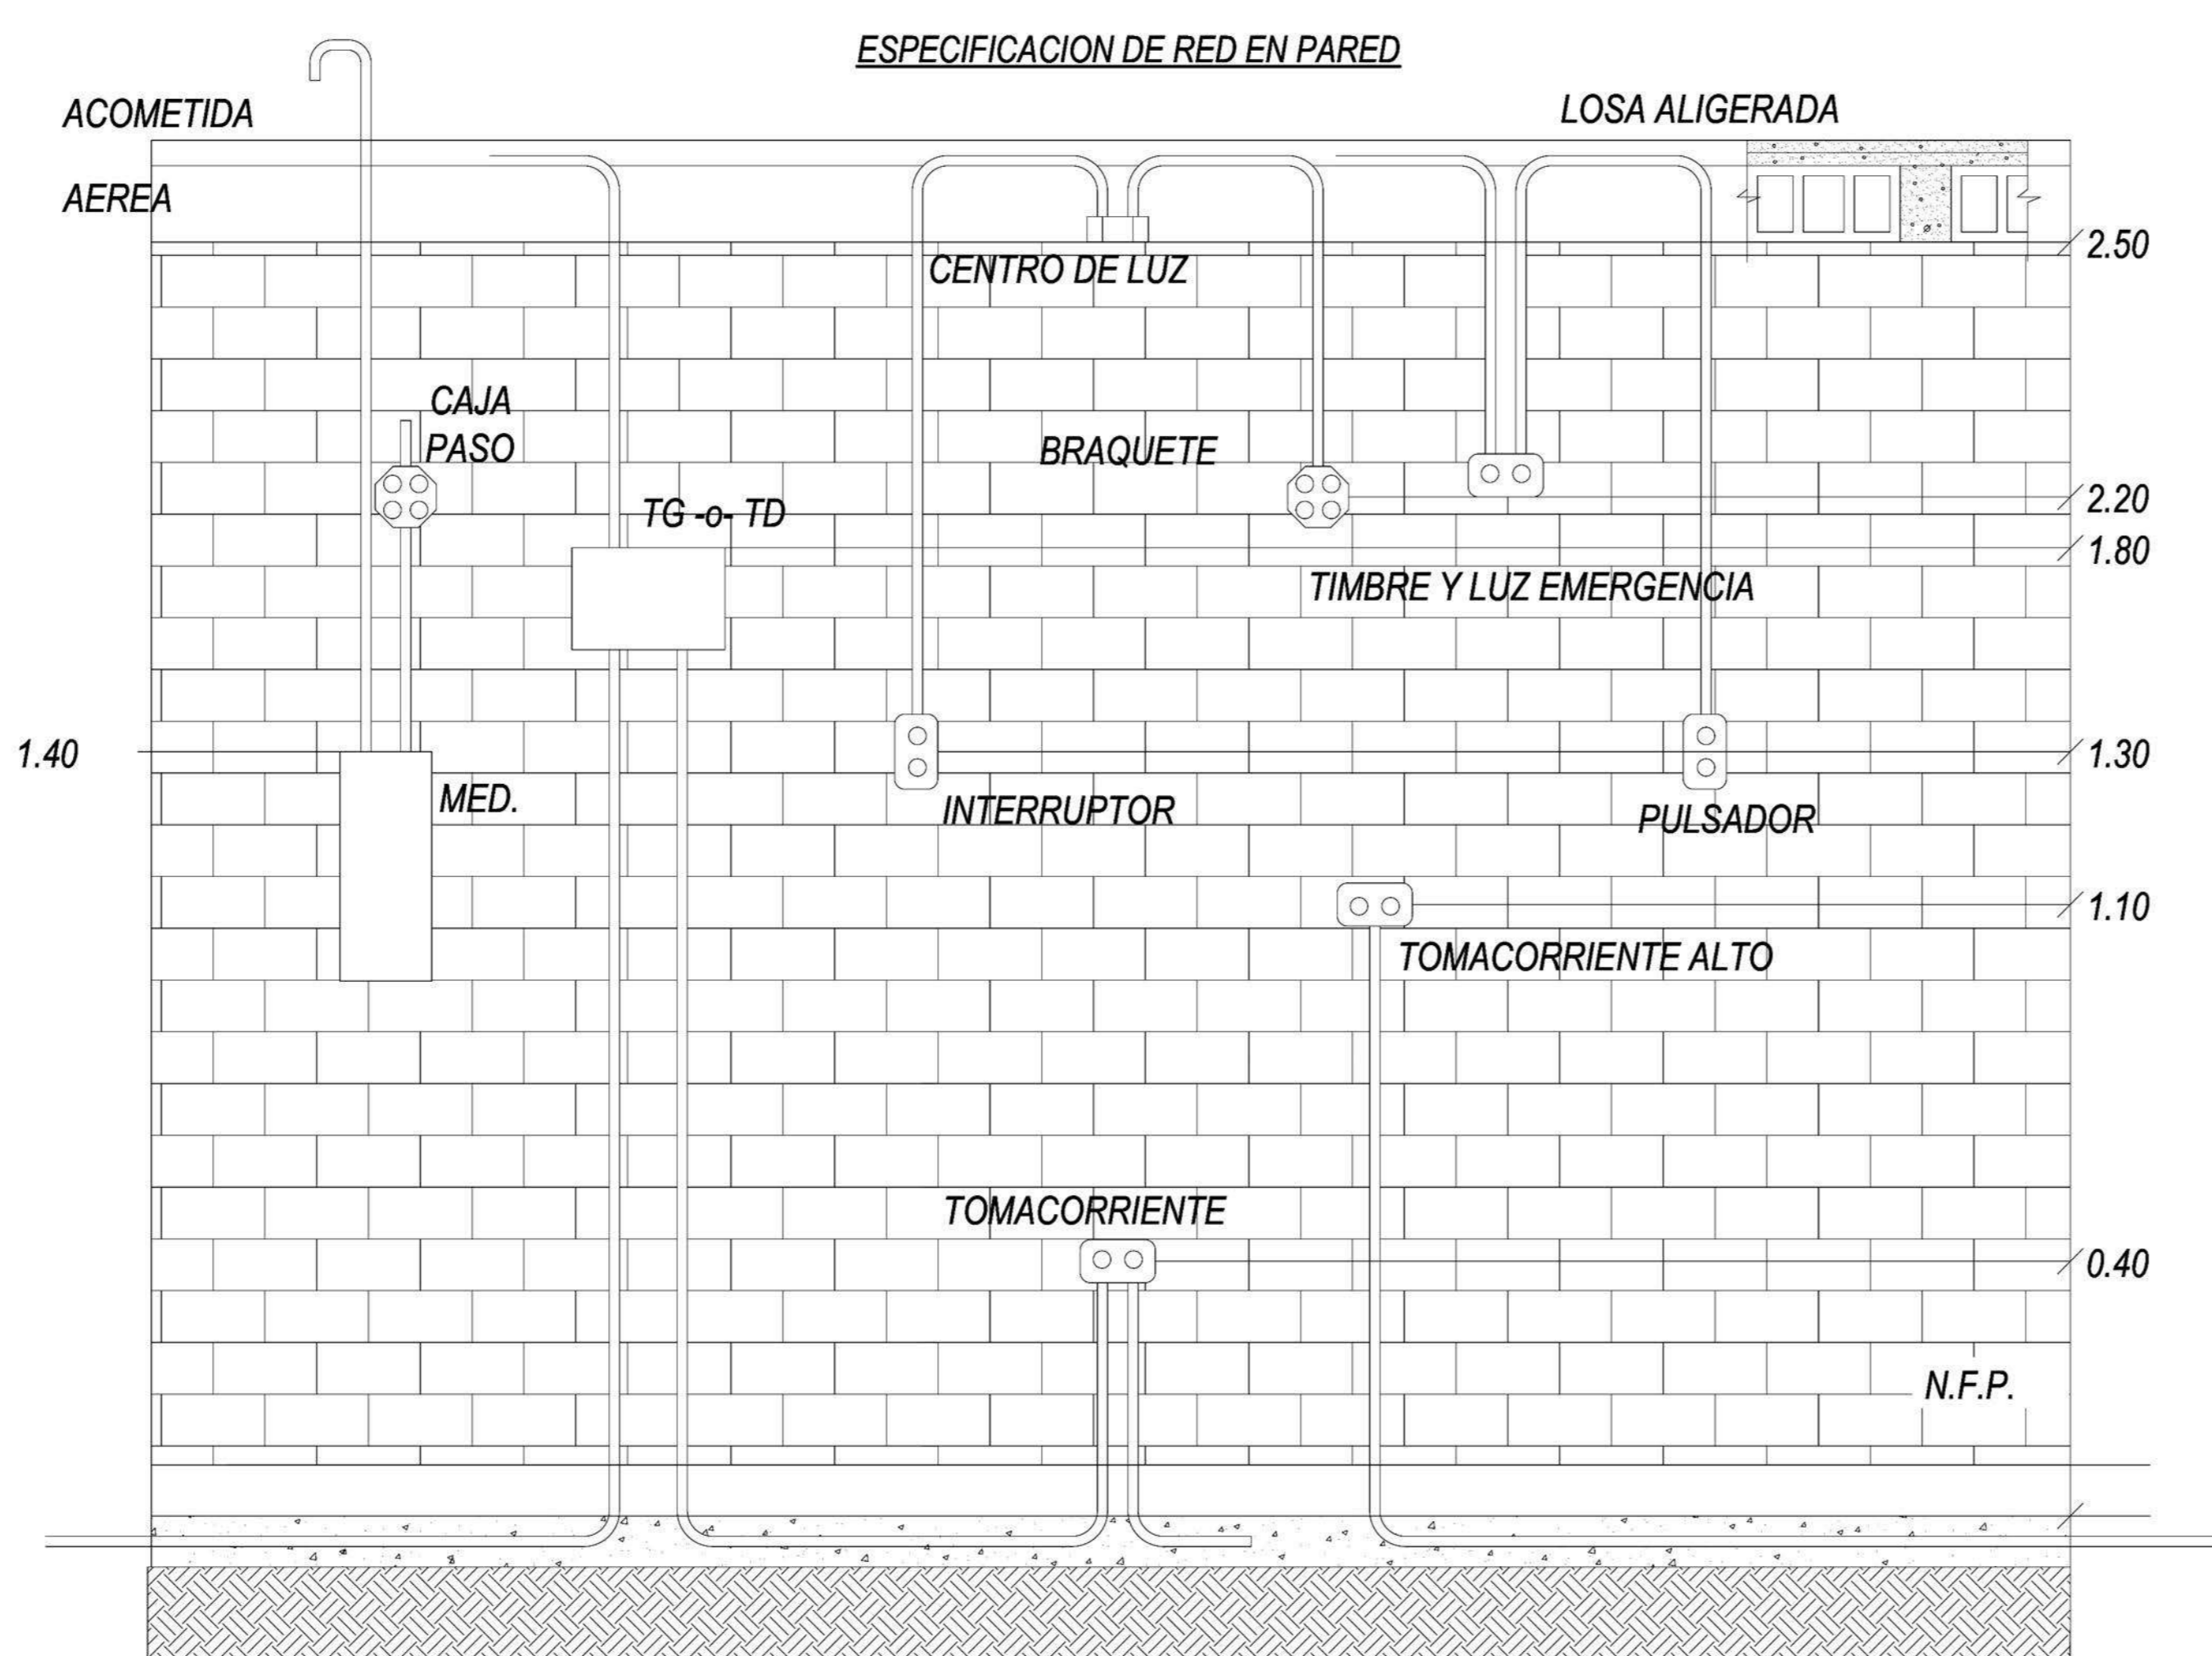 ESPECIFICACION DE RED EN PARED
ACOMETIDA
LOSA ALIGERADA
AEREA
2.50
CENTRO DE LUZ
CAJA
PASO
BRAQUETE
2.20
TG -o- TD
1.80
TIMBRE Y LUZ EMERGENCIA
1.40
1.30
MED.
INTERRUPTOR
PULSADOR
1.10
TOMACORRIENTE ALTO
TOMACORRIENTE
0.40
N.F.P.